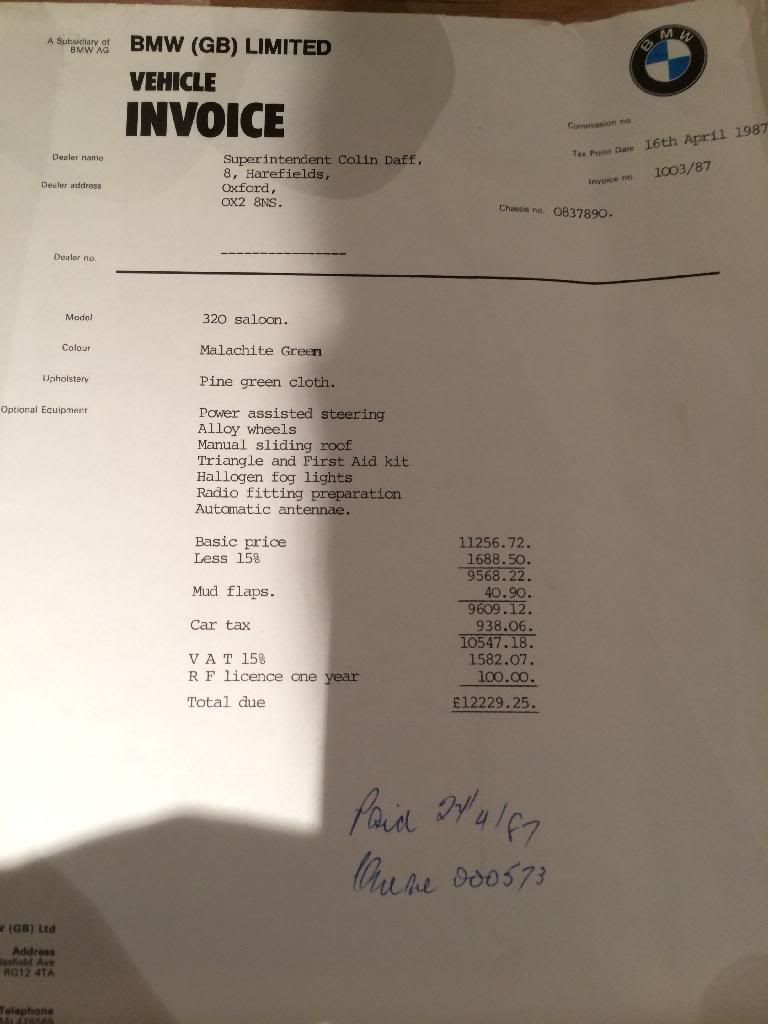 A Subsidiary of
BMW AG
BMW (GB) LIMITED
VEHICLE
INVOICE
BMW
Commission no
Tax Point Date 16th April 1987
Invoice no. 1003/87
Chassis no. 0837890.
Dealer name Superintendent Colin Daff,
8, Harefields,
Dealer address Oxford,
OX2 8NS.
Dealer no. ----------------
Model 320 saloon.
Colour Malachite Green
Upholstery Pine green cloth.
Optional Equipment Power assisted steering
Alloy wheels
Manual sliding roof
Triangle and First Aid kit
Hallogen fog lights
Radio fitting preparation
Automatic antennae.
Basic price 11256.72.
Less 15% 1688.50.
9568.22.
Mud flaps. 40.90.
9609.12.
Car tax 938.06.
10547.18.
V A T 15% 1582.07.
R F licence one year 100.00.
Total due £12229.25.
Paid /4/87
000573
(GB) Ltd
Address
Ave
RG12 4TA
Telephone